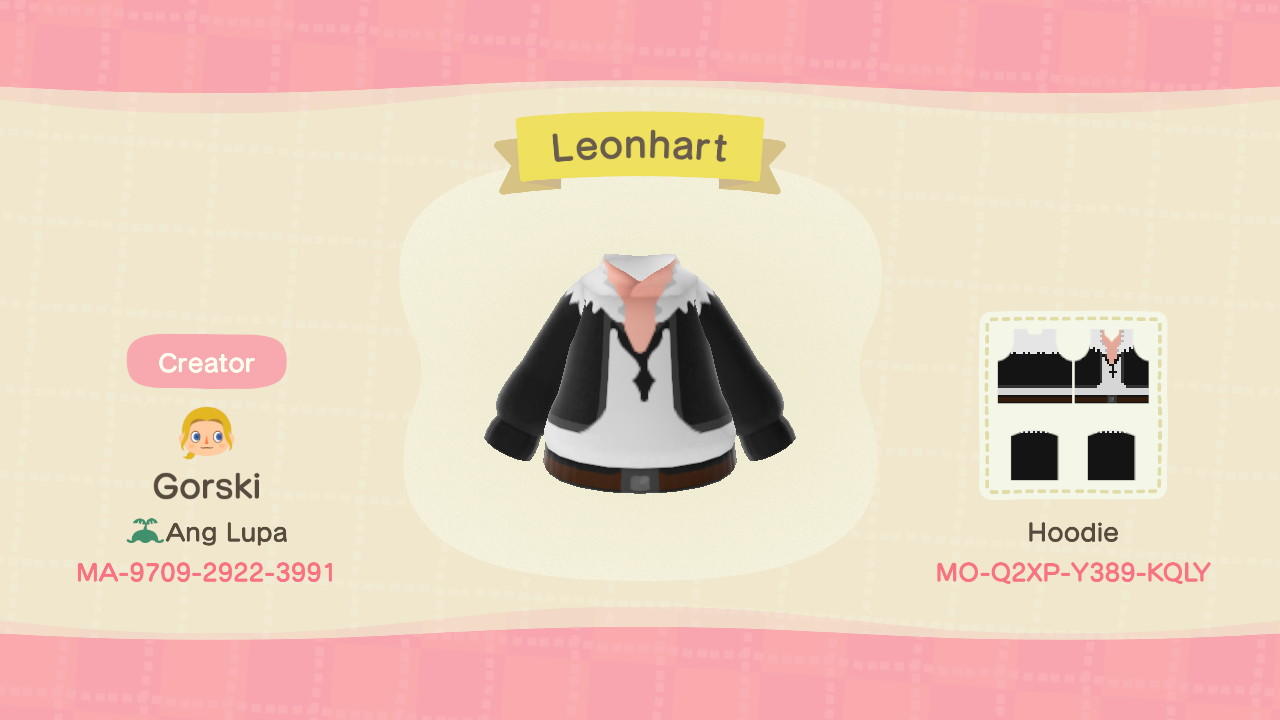 Leonhart
Creator
Gorski
Ang Lupa
MA-9709-2922-3991
Hoodie
MO-Q2XP-Y389-KQLY